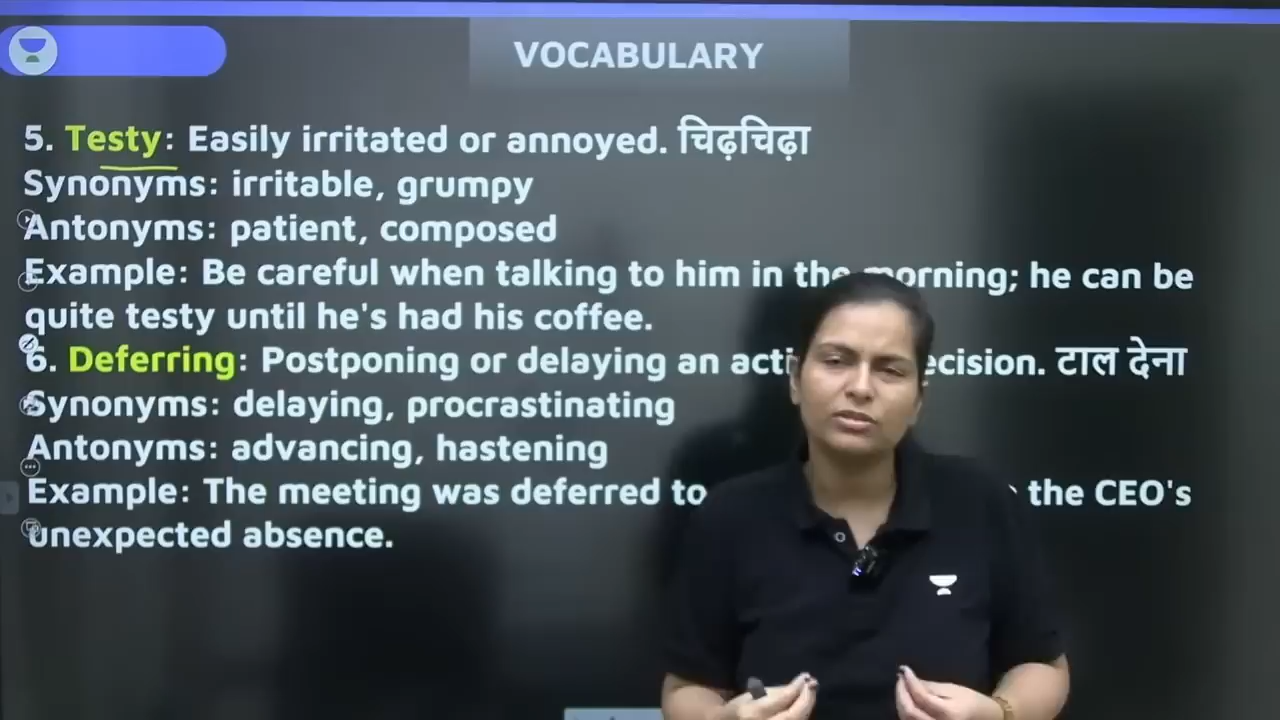 VOCABULARY
5. Testy: Easily irritated or annoyed. चिढ़चिढ़ा
Synonyms: irritable, grumpy
Antonyms: patient, composed
Example: Be careful when talking to him in the morning; he can be
quite testy until he's had his coffee.
6. Deferring: Postponing or delaying an decision. टाल देना
Synonyms: delaying, procrastinating
Antonyms: advancing, hastening
Example: The meeting was deferred to the CEO's
unexpected absence.